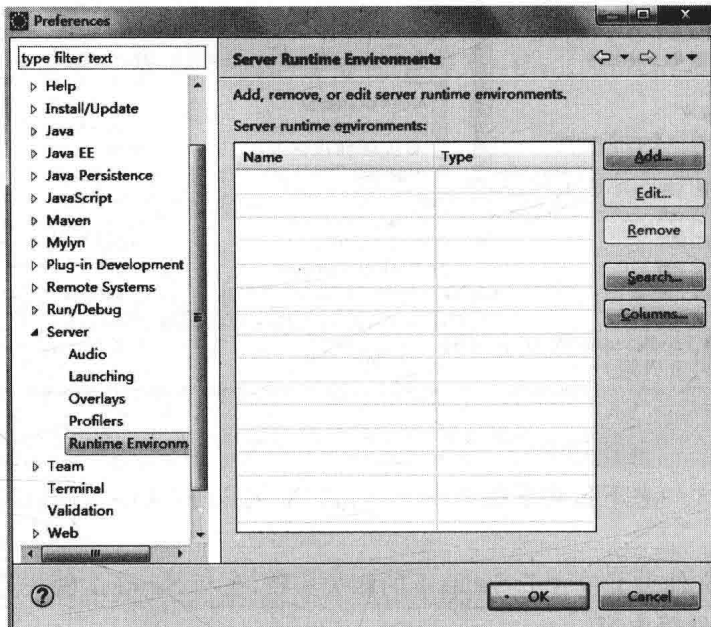 Preferences
type filter text
Help
Install/Update
Java
Java EE
Java Persistence
JavaScript
Maven
Mylyn
Plug-in Development
Remote Systems
Run/Debug
Server
Audio
Launching
Overlays
Profilers
Runtime Environm
Team
Terminal
Validation
Web
Server Runtime Environments
Add, remove, or edit server runtime environments.
Server runtime environments:
Name Type
Add...
Edit...
Remove
Search...
Columns...
OK
Cancel